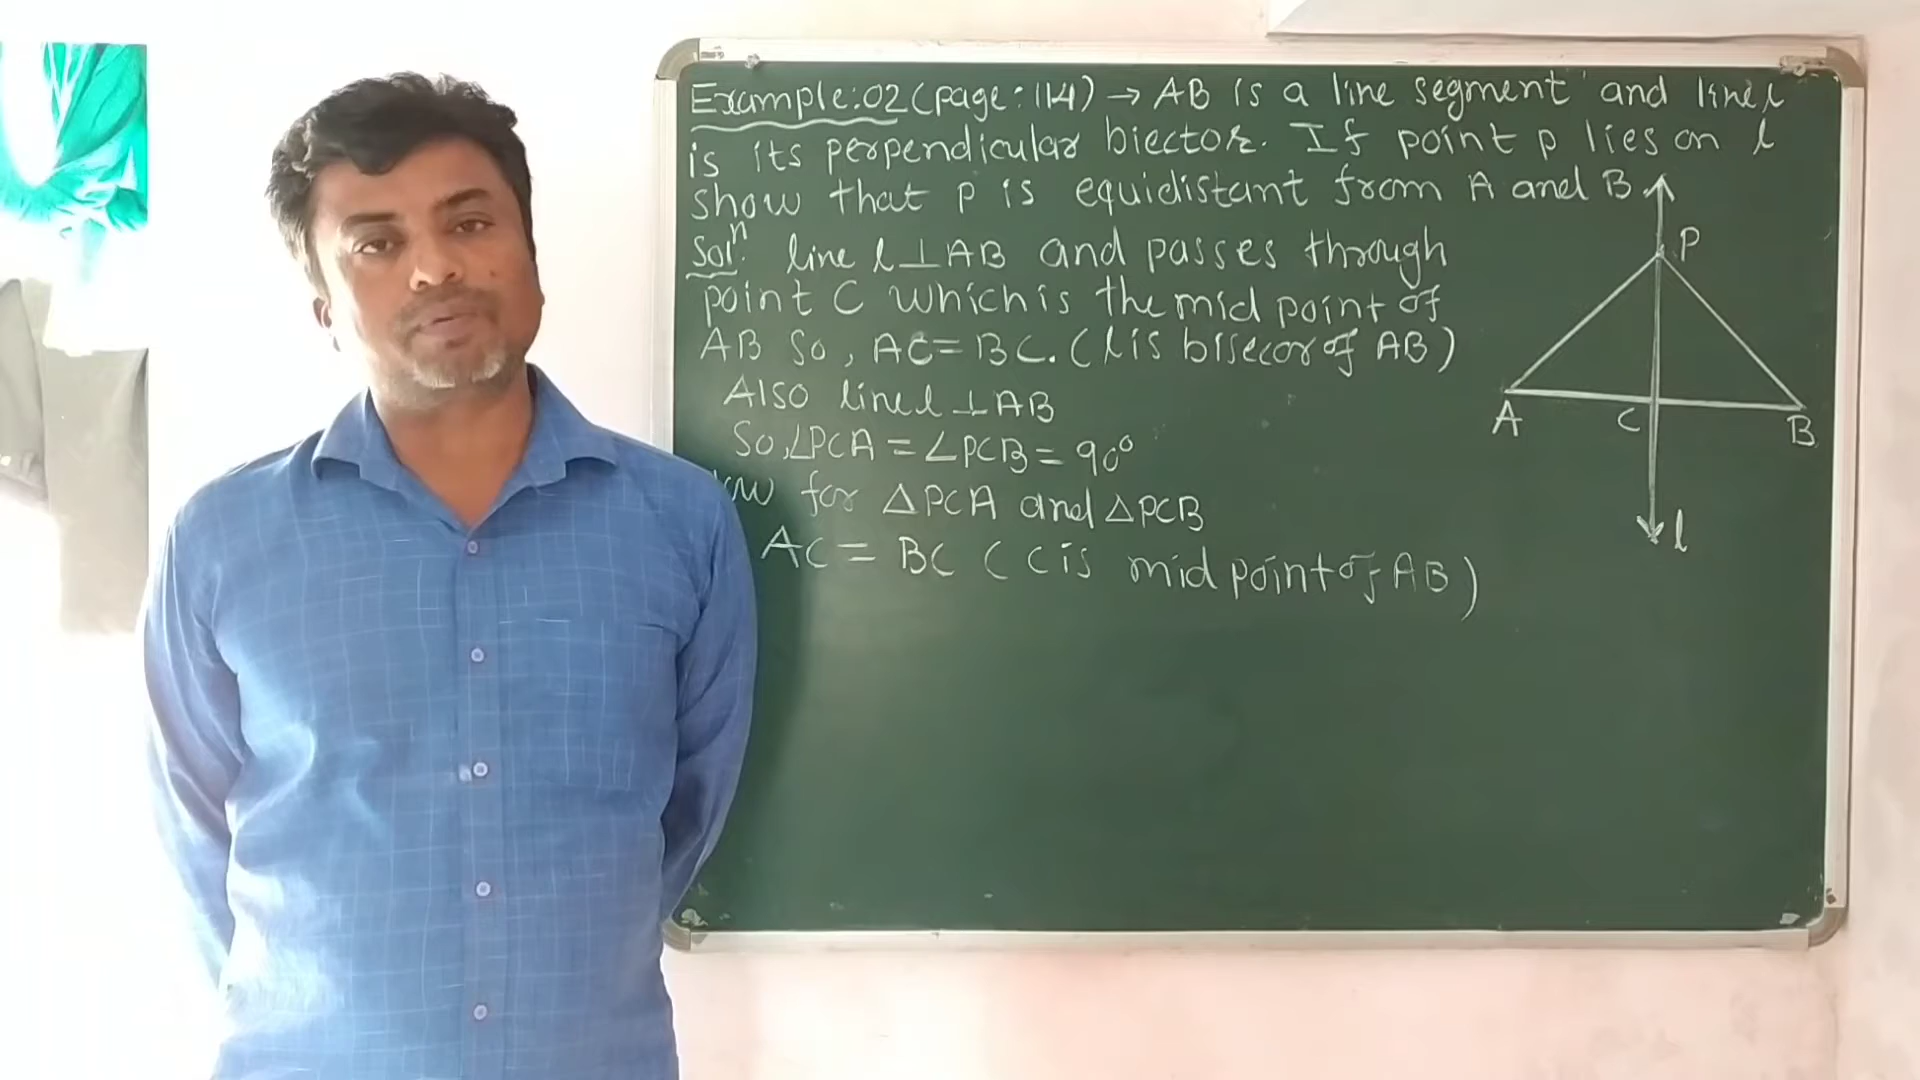 Example:02(page:114) → AB is a line segment and line l
is its perpendicular biector. If point p lies on l
show that P is equidistant from A and B.
Solⁿ: line l⊥AB and passes through
point C which is the mid point of
AB so, AC=BC. (l is bisecor of AB)
Also line l ⊥ AB
So, ∠PCA = ∠PCB = 90°
for △PCA and △PCB
AC = BC (C is mid point of AB)
P
A
C
B
l